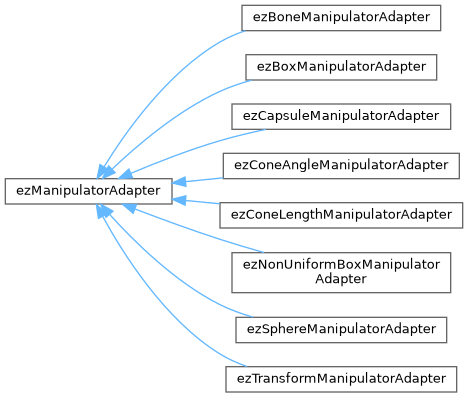 ezBoneManipulatorAdapter
ezBoxManipulatorAdapter
ezCapsuleManipulatorAdapter
ezConeAngleManipulatorAdapter
ezManipulatorAdapter
ezConeLengthManipulatorAdapter
ezNonUniformBoxManipulator
Adapter
ezSphereManipulatorAdapter
ezTransformManipulatorAdapter